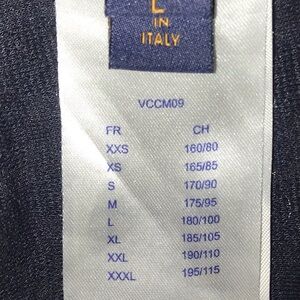 L
IN
ITALY
VCCM09
FR CH
XXS 160/80
XS 165/85
S 170/90
M 175/95
L 180/100
XL 185/105
XXL 190/110
XXXL 195/115